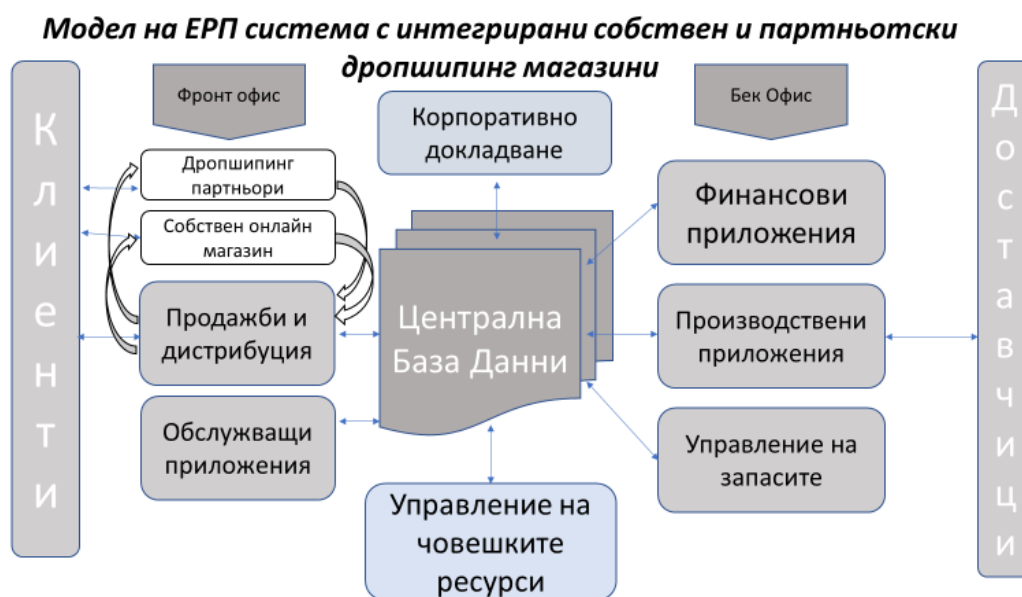 Модел на ЕРП система с интегрирани собствен и партньотски
дропшипинг магазини
Клиенти
Фронт офис
Дропшипинг
партньори
Собствен онлайн
магазин
Продажби и
дистрибуция
Обслужващи
приложения
Корпоративно
докладване
Централна
База Данни
Управление на
човешките
ресурси
Бек Офис
Финансови
приложения
Производствени
приложения
Управление на
запасите
Доставчици